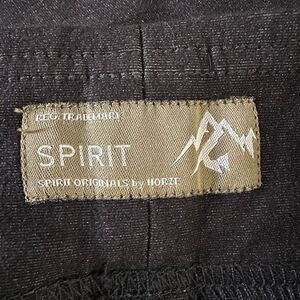 REG. TRADEMARK
SPIRIT
SPIRIT ORIGINALS by HORZE